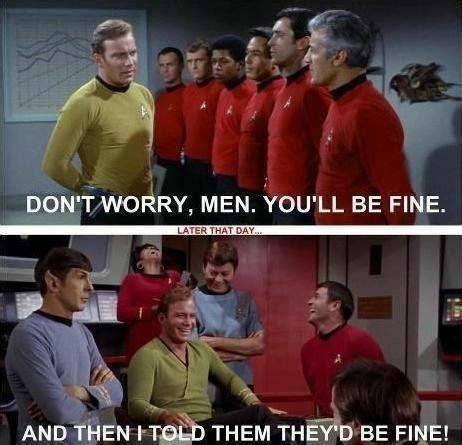 DON'T WORRY, MEN. YOU'LL BE FINE.
LATER THAT DAY...
AND THEN I TOLD THEM THEY'D BE FINE!